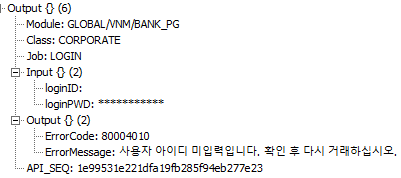 Output {} (6)
Module: GLOBAL/VNM/BANK_PG
Class: CORPORATE
Job: LOGIN
Input {} (2)
loginID:
loginPWD: ***********
Output {} (2)
ErrorCode: 80004010
ErrorMessage: 사용자 아이디 미입력입니다. 확인 후 다시 거래하십시오.
API_SEQ: 1e99531e221dfa19fb285f94eb277e23